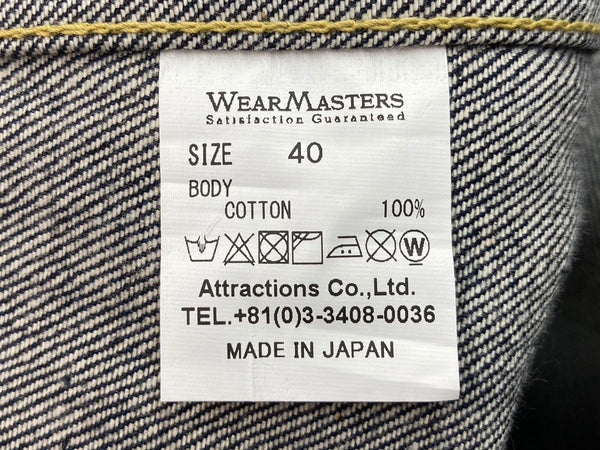 WEARMASTERS
Satisfaction Guaranteed
SIZE 40
BODY
COTTON 100%
W
Attractions Co.,Ltd.
TEL.+81(0)3-3408-0036
MADE IN JAPAN